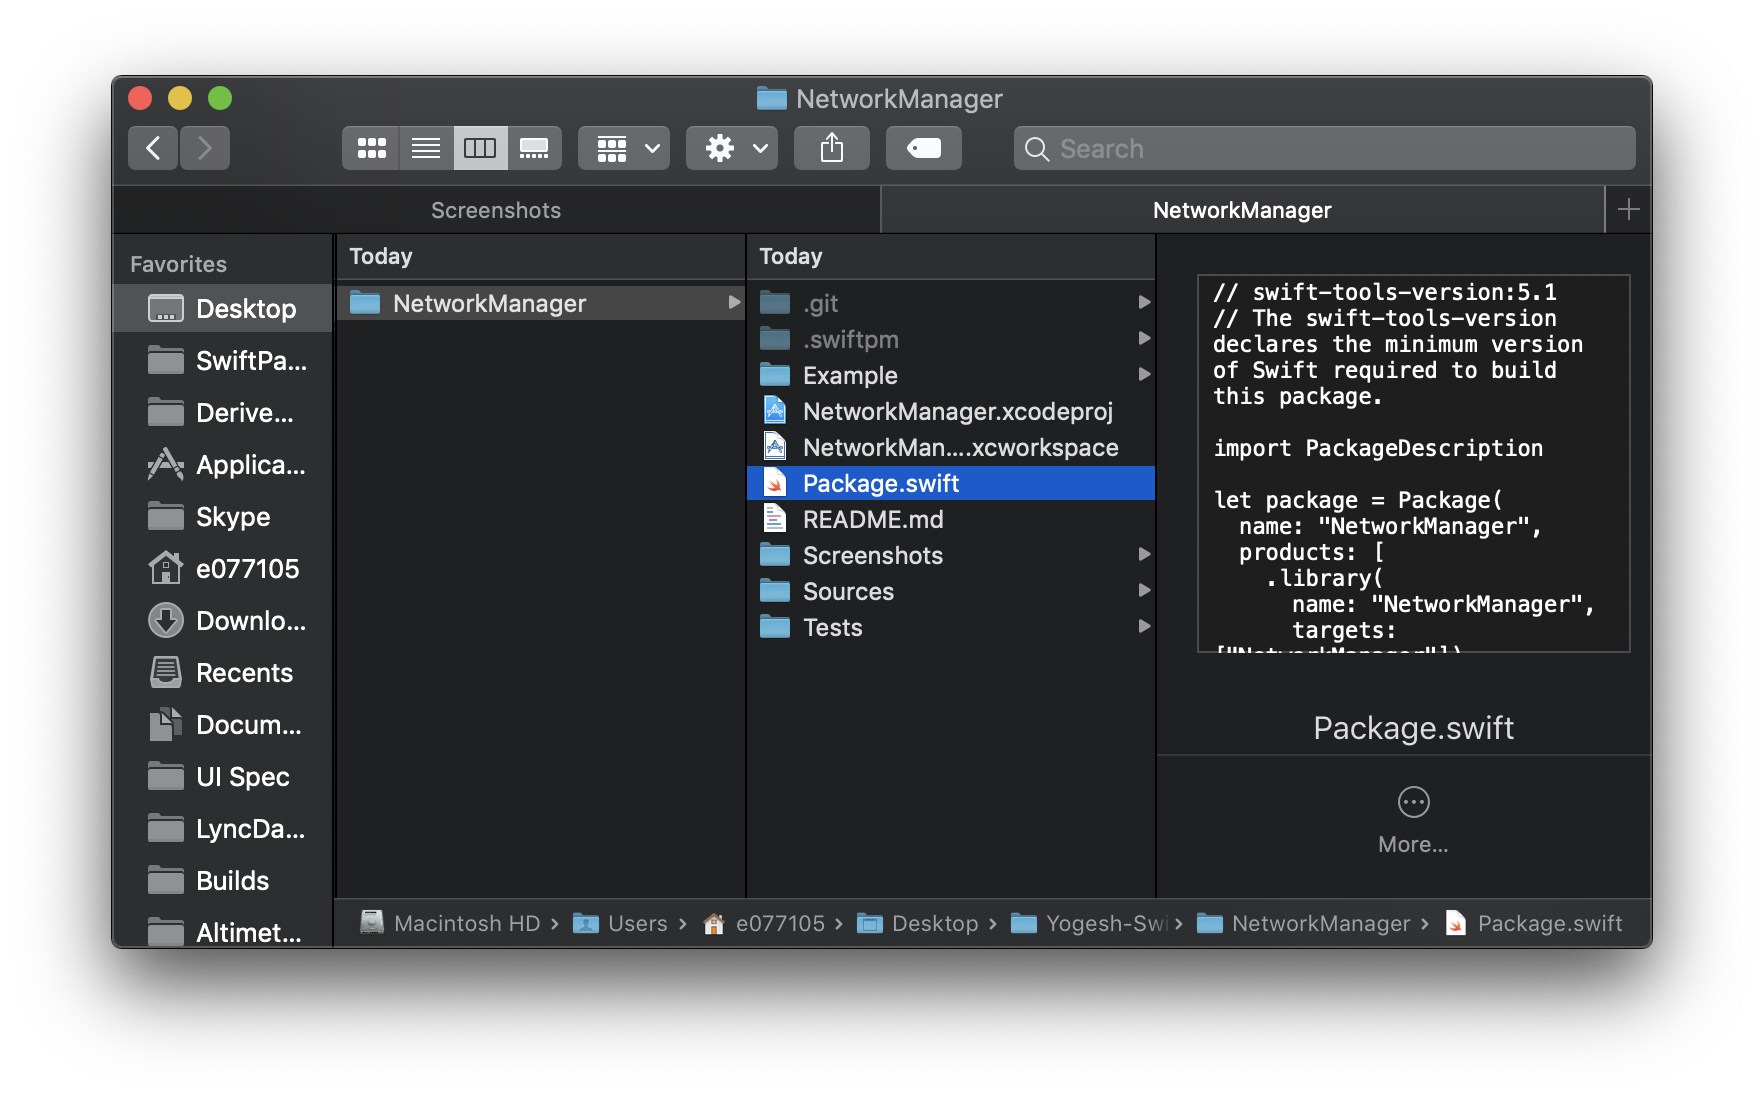 NetworkManager
Search
Screenshots
NetworkManager
Favorites
Desktop
SwiftPa...
Derive...
Applica...
Skype
e077105
Downlo...
Recents
Docum...
UI Spec
LyncDa...
Builds
Altimet...
Today
NetworkManager
Today
.git
.swiftpm
Example
NetworkManager.xcodeproj
NetworkMan....xcworkspace
Package.swift
README.md
Screenshots
Sources
Tests
// swift-tools-version:5.1
// The swift-tools-version
declares the minimum version
of Swift required to build
this package.
import PackageDescription
let package = Package(
name: "NetworkManager",
products: [
.library(
name: "NetworkManager",
targets:
["NetworkManager"])
Package.swift
More...
Macintosh HD › Users › e077105 › Desktop › Yogesh-Swi › NetworkManager › Package.swift